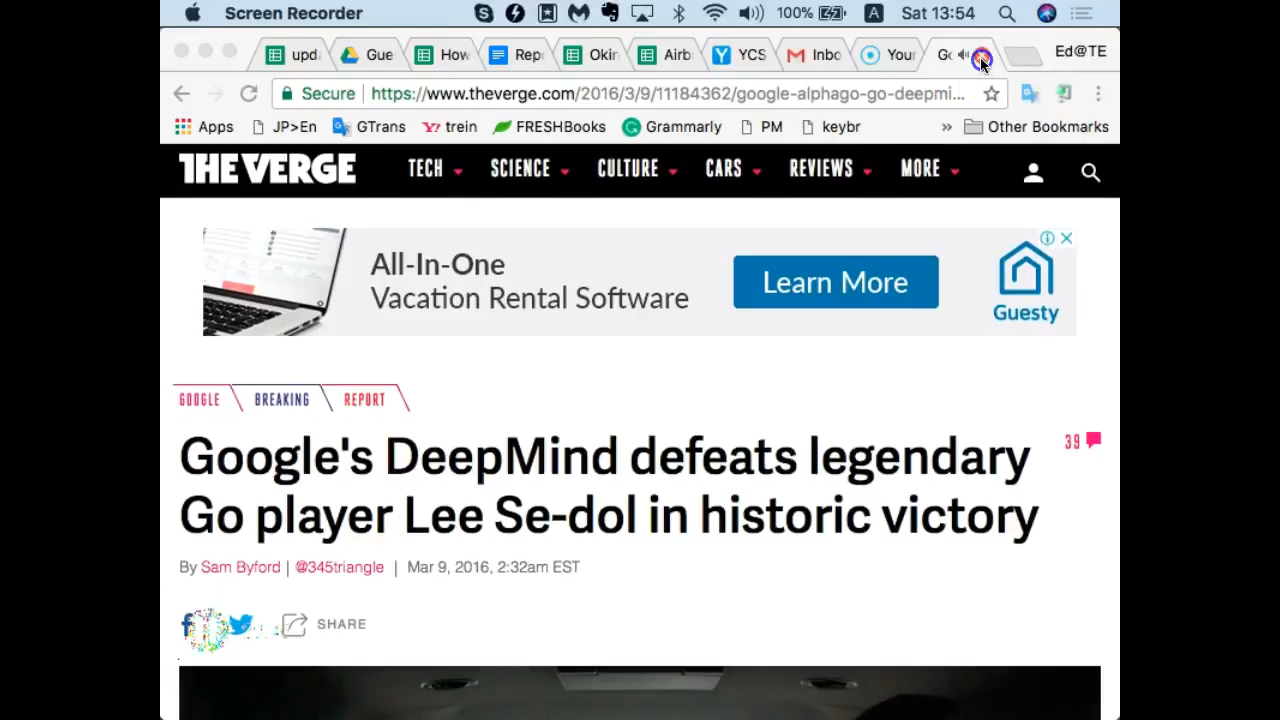 Screen Recorder 100% A Sat 13:54
upd Gue How Rep Okin Airb YCS Inbo Your Go Ed@TE
Secure https://www.theverge.com/2016/3/9/11184362/google-alphago-go-deepmi...
Apps JP>En GTrans Y! trein FRESHBooks Grammarly PM keybr » Other Bookmarks
THE VERGE TECH SCIENCE CULTURE CARS REVIEWS MORE
All-In-One
Vacation Rental Software
Learn More
Guesty
GOOGLE BREAKING REPORT
Google's DeepMind defeats legendary
Go player Lee Se-dol in historic victory
39
By Sam Byford | @345triangle | Mar 9, 2016, 2:32am EST
SHARE